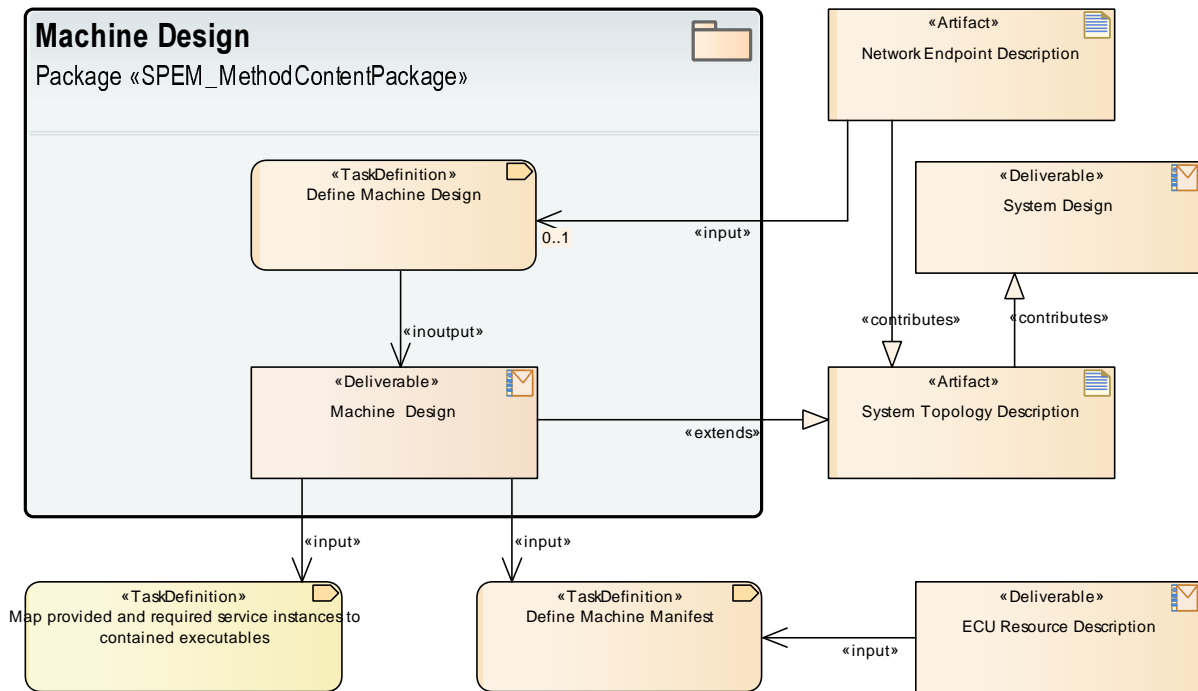 Machine Design
Package «SPEM_MethodContentPackage»
«Artifact»
Network Endpoint Description
«TaskDefinition»
Define Machine Design
«Deliverable»
System Design
0..1
«input»
«inoutput»
«contributes»
«contributes»
«Deliverable»
Machine Design
«extends»
«Artifact»
System Topology Description
«input»
«input»
«TaskDefinition»
Map provided and required service instances to
contained executables
«TaskDefinition»
Define Machine Manifest
«input»
«Deliverable»
ECU Resource Description